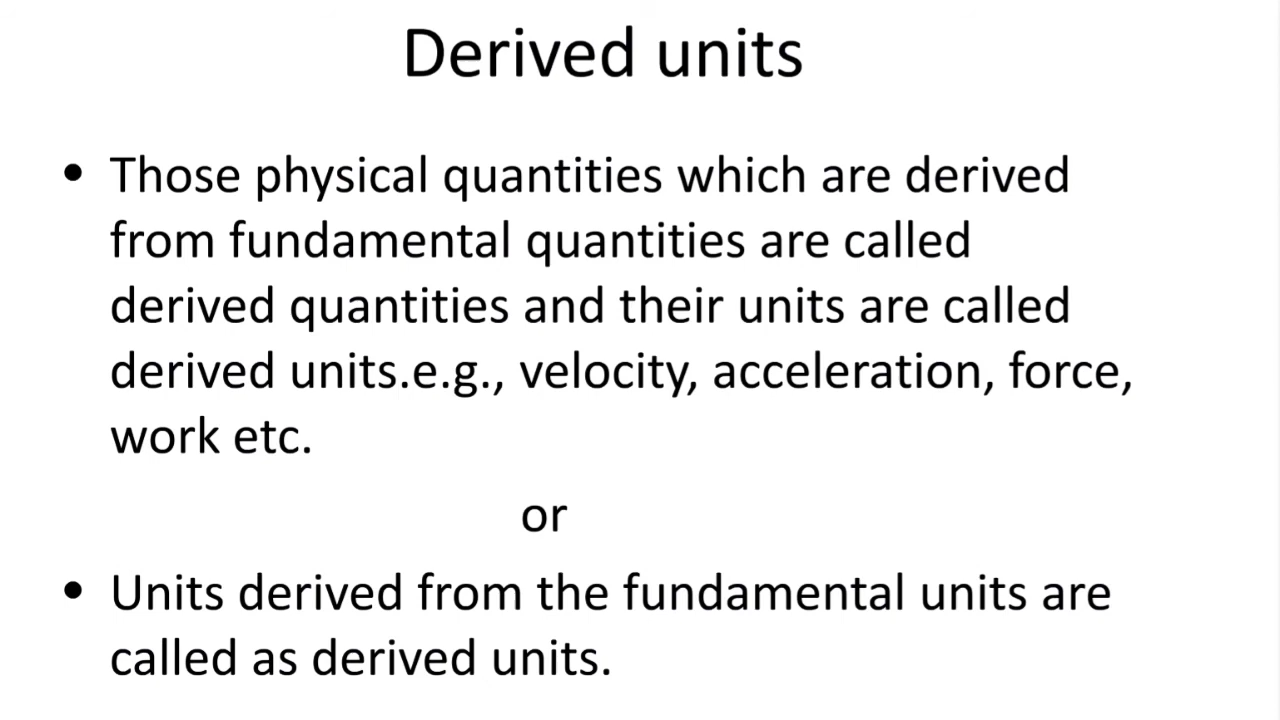 Derived units
• Those physical quantities which are derived
from fundamental quantities are called
derived quantities and their units are called
derived units.e.g., velocity, acceleration, force,
work etc.
or
• Units derived from the fundamental units are
called as derived units.